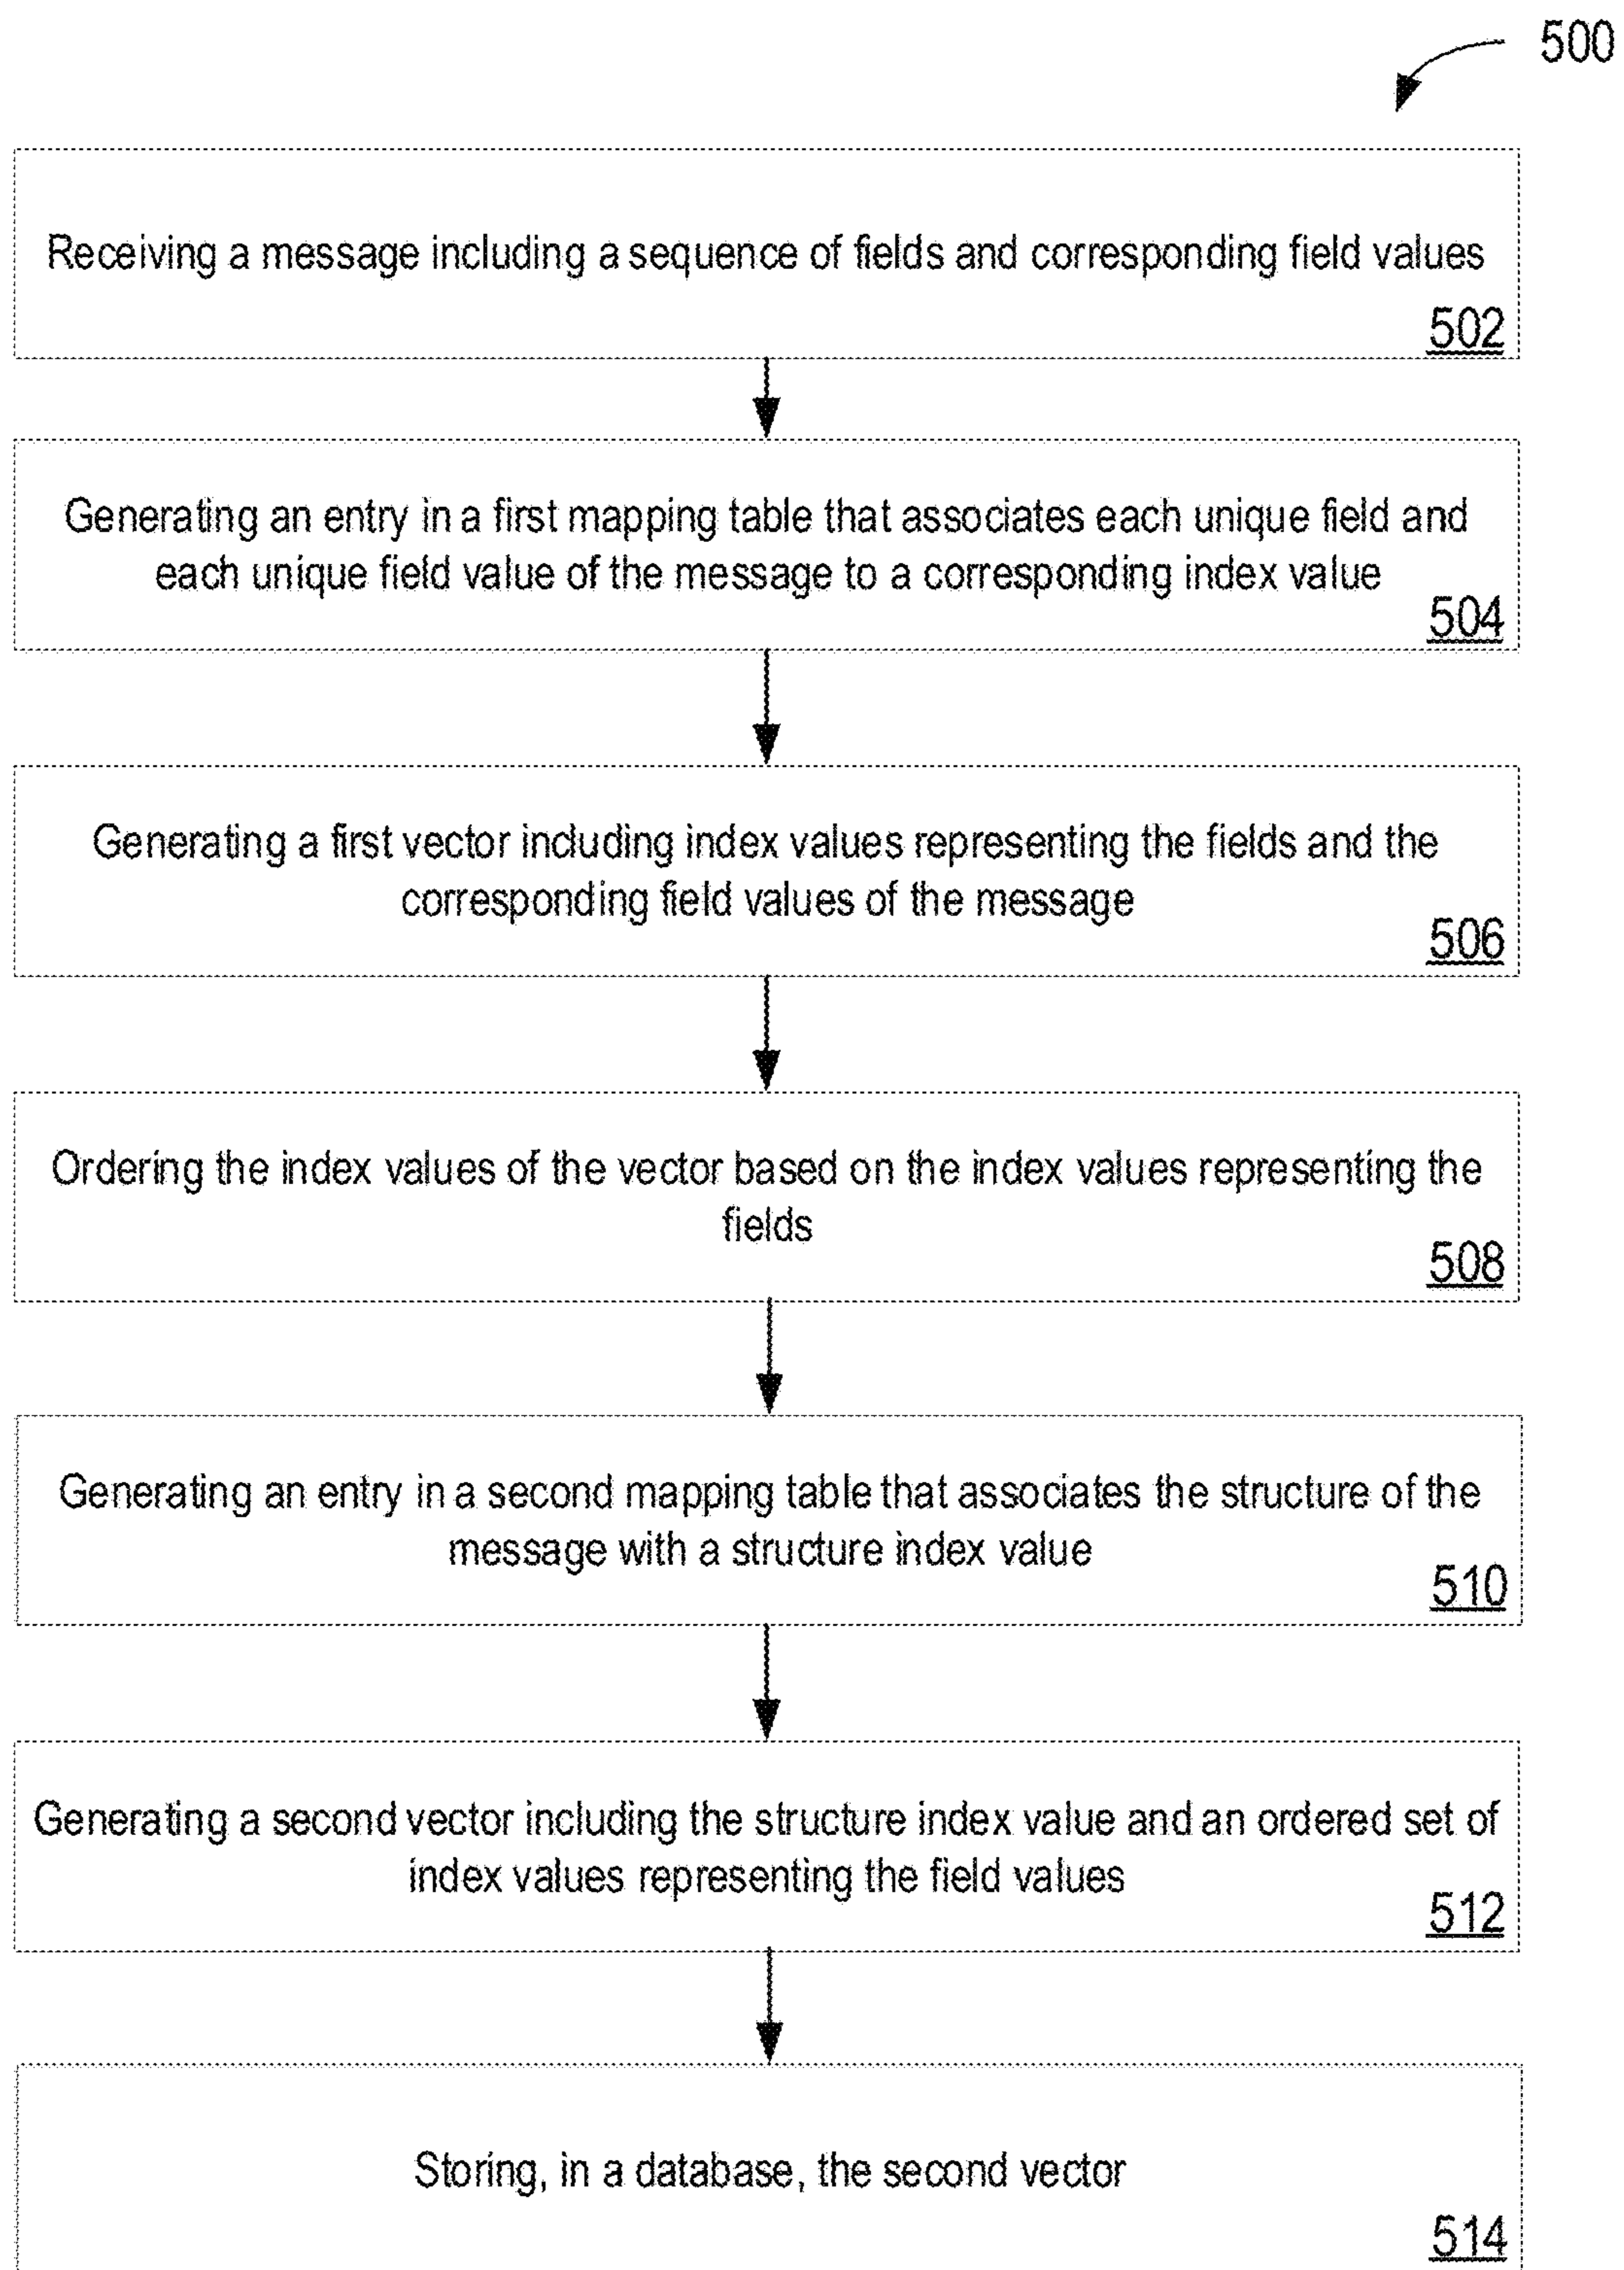 500
Receiving a message including a sequence of fields and corresponding field values
502
Generating an entry in a first mapping table that associates each unique field and
each unique field value of the message to a corresponding index value
504
Generating a first vector including index values representing the fields and the
corresponding field values of the message
506
Ordering the index values of the vector based on the index values representing the
fields
508
Generating an entry in a second mapping table that associates the structure of the
message with a structure index value
510
Generating a second vector including the structure index value and an ordered set of
index values representing the field values
512
Storing, in a database, the second vector
514